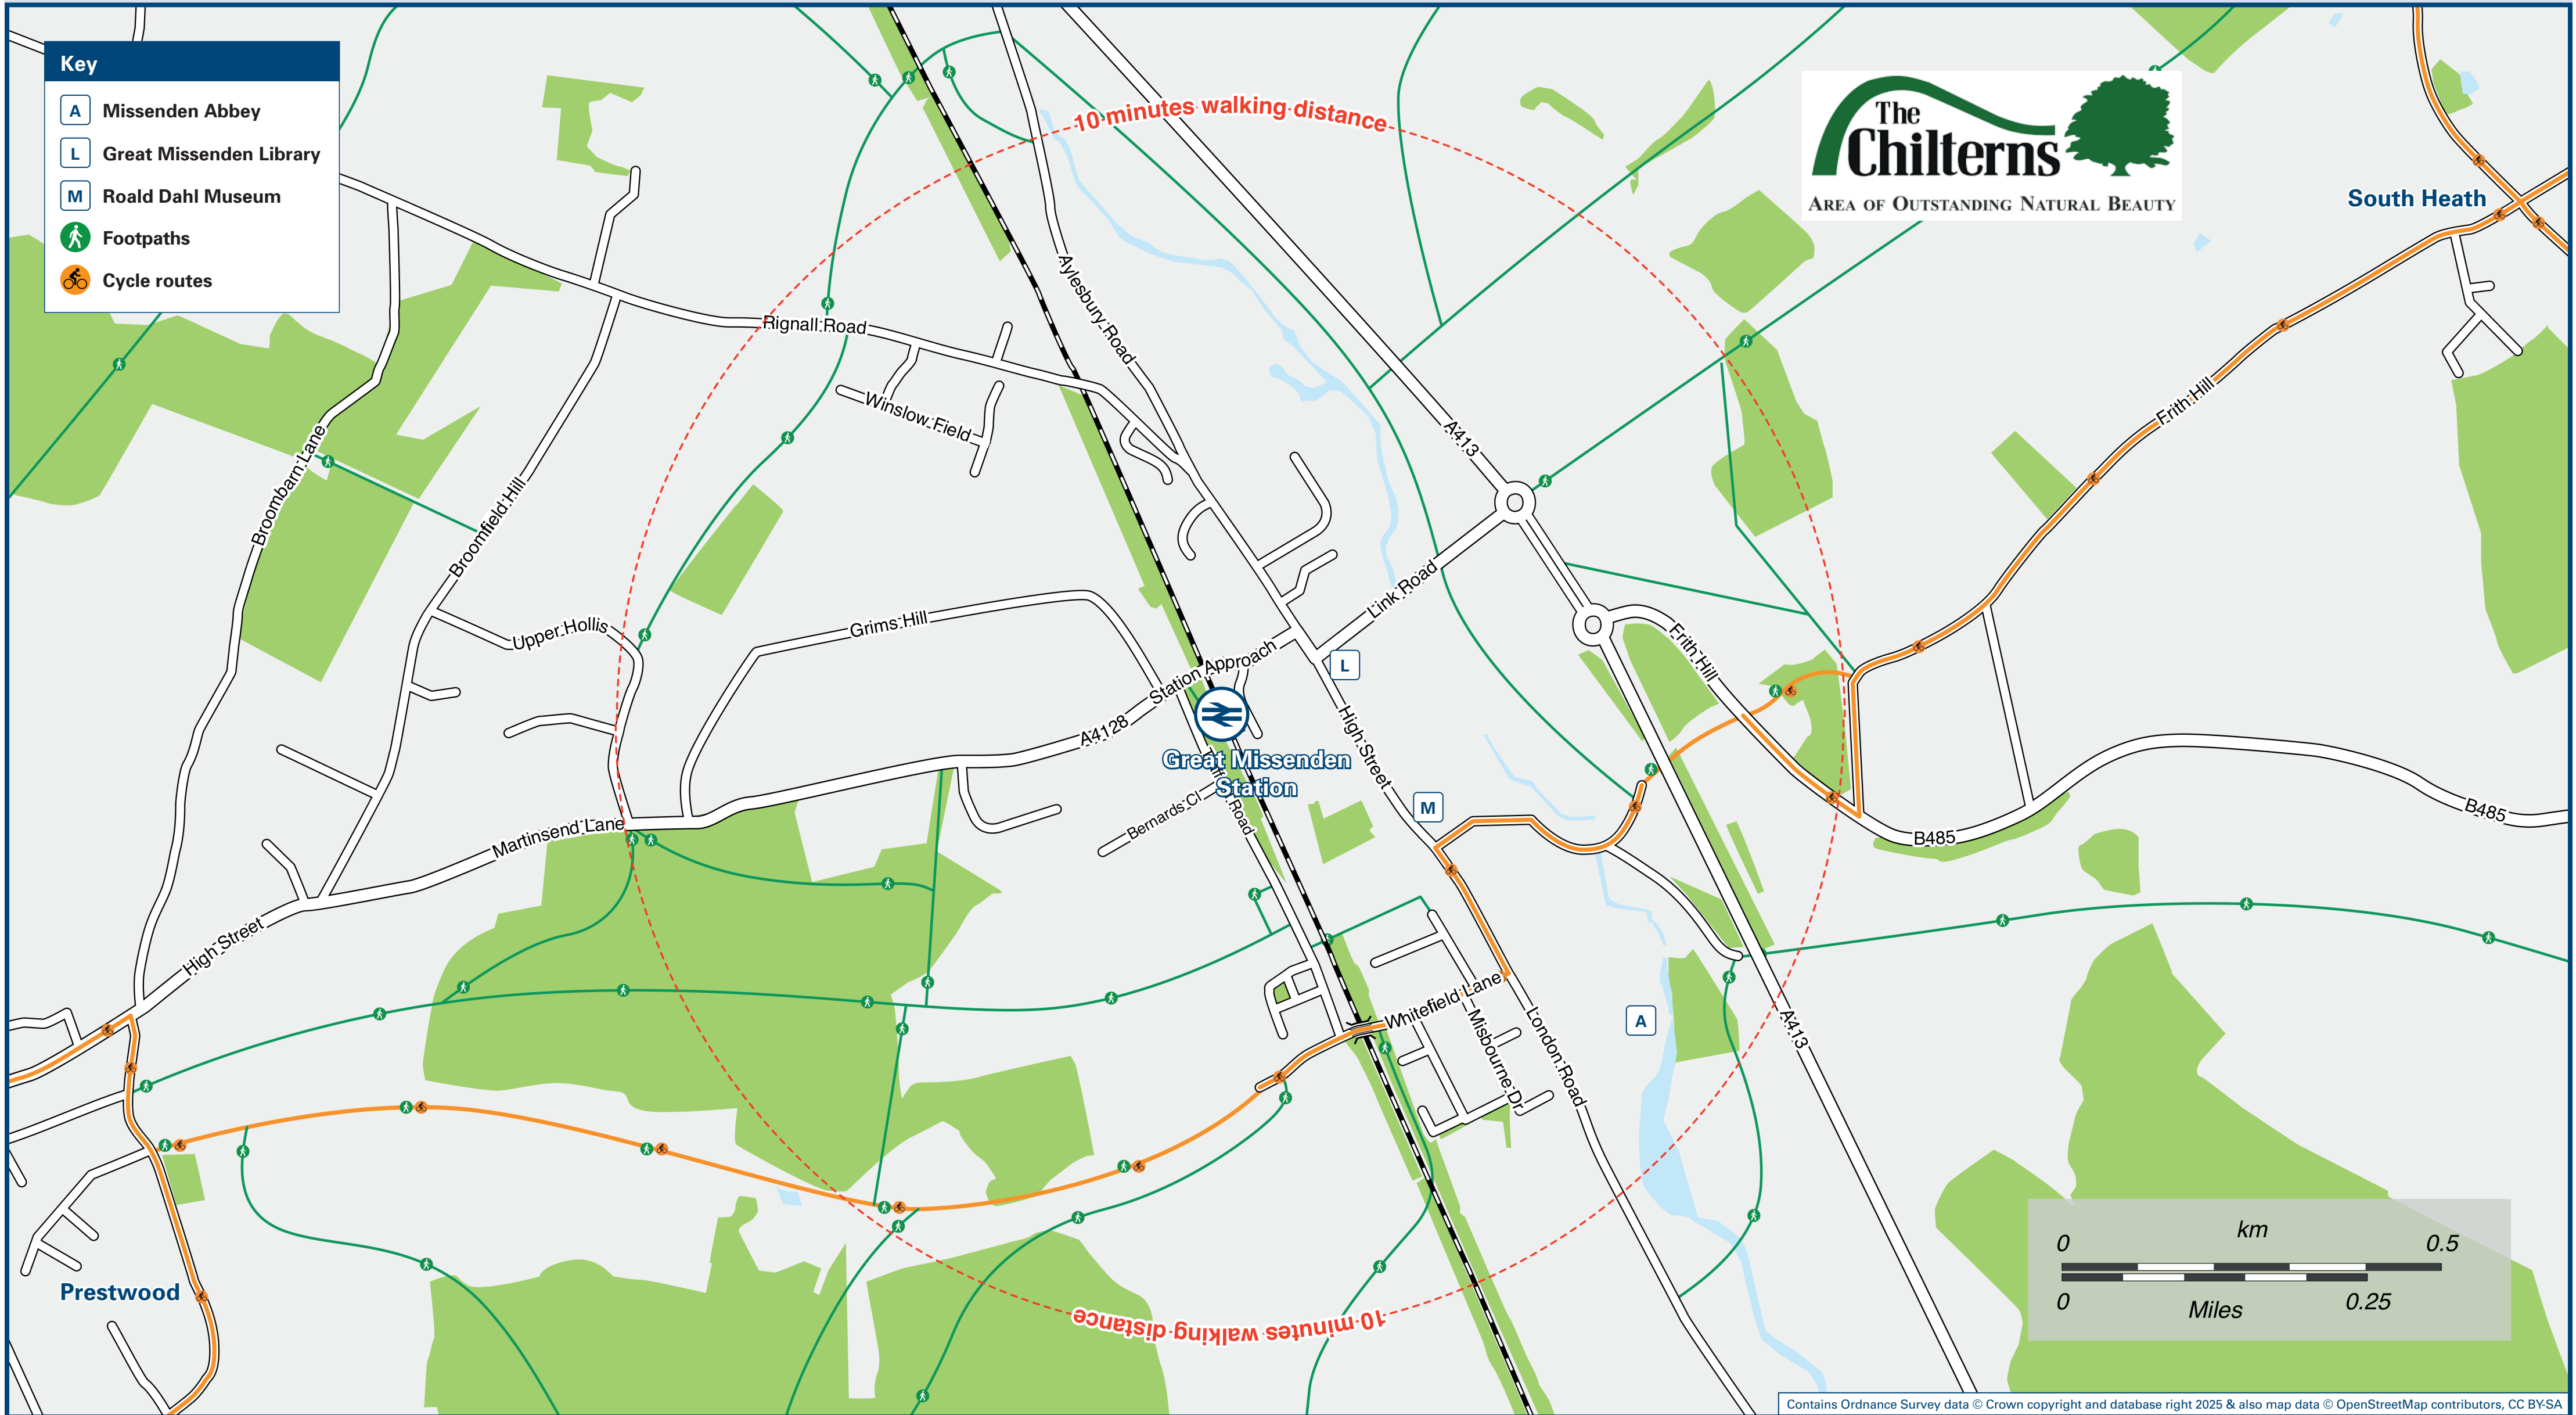 Key
A Missenden Abbey
L Great Missenden Library
M Roald Dahl Museum
Footpaths
Cycle routes
10 minutes walking distance
The
Chilterns
AREA OF OUTSTANDING NATURAL BEAUTY
South Heath
Aylesbury Road
Rignall Road
Winslow Field
A413
Frith Hill
Broombarn Lane
Broomfield Hill
Link Road
Upper Hollis
Grims Hill
Frith Hill
Station Approach
L
A4128
High Street
Great Missenden
Station
Road
Bernards Cl
M
Martinsend Lane
B485
B485
High Street
Whitefield Lane
Misbourne Dr
London Road
A
A413
Prestwood
10 minutes walking distance
km
0 0.5
0 0.25
Miles
Contains Ordnance Survey data © Crown copyright and database right 2025 & also map data © OpenStreetMap contributors, CC BY-SA